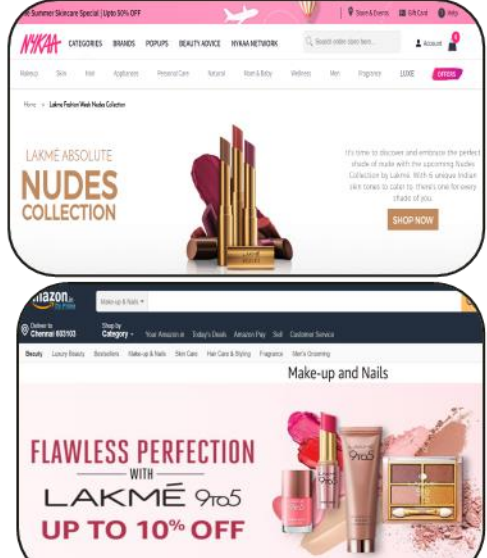 Summer Skincare Special | Upto 50% OFF
Store & Events Gift Card Help
NYKAA CATEGORIES BRANDS POPUPS BEAUTY ADVICE NYKAA NETWORK
Account
Makeup Skin Hair Appliances Personal Care Natural Mom & Baby Wellness Men Fragrance LUXE OFFERS
Home > Lakme Fashion Week Nudes Collection
LAKMÉ ABSOLUTE
NUDES
COLLECTION
It's time to discover and embrace the perfect
shade of nude with the upcoming Nudes
Collection by Lakmé. With 6 unique Indian
skin tones to cater to, there's one for every
shade of you.
SHOP NOW
amazon.in
Make-up & Nails
Deliver to
Chennai 603103
Shop by
Category
Your Amazon.in Today's Deals Amazon Pay Sell Customer Service
Beauty Luxury Beauty Bestsellers Make-up & Nails Skin Care Hair Care & Styling Fragrance Men's Grooming
Make-up and Nails
FLAWLESS PERFECTION
WITH
LAKMÉ 9TO5
UP TO 10% OFF
9TO5